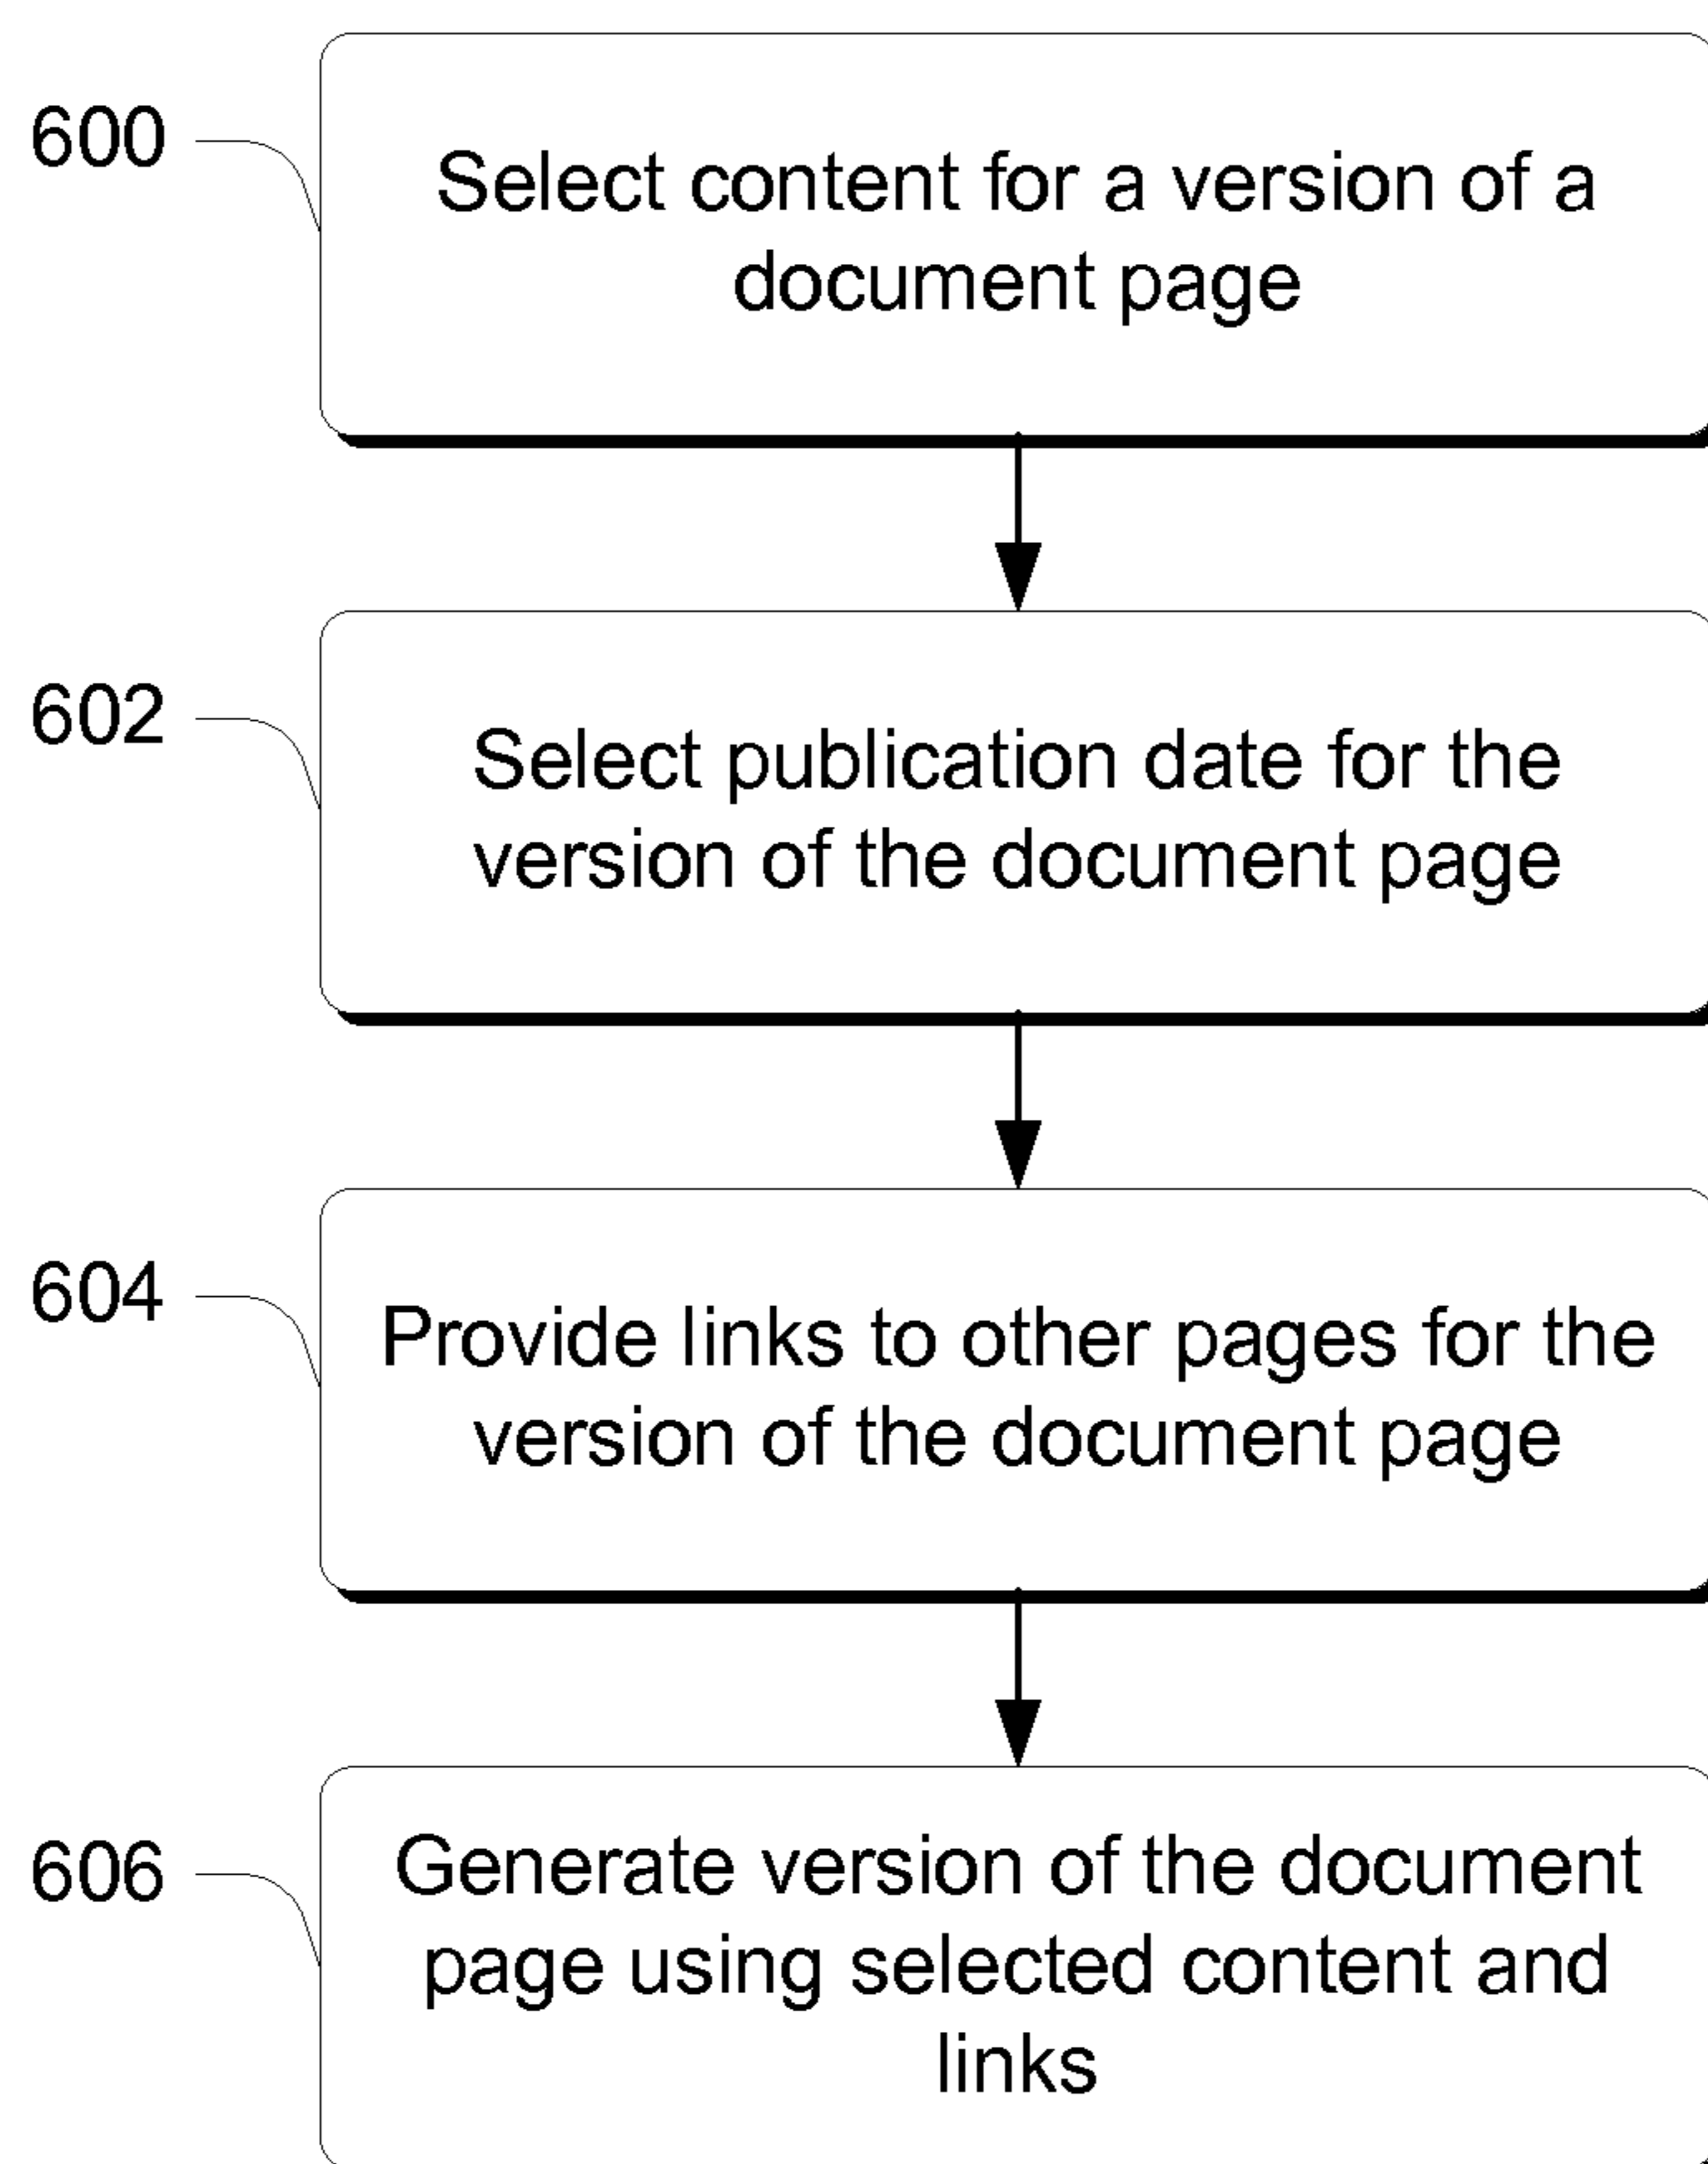 600
Select content for a version of a
document page
602
Select publication date for the
version of the document page
604
Provide links to other pages for the
version of the document page
606
Generate version of the document
page using selected content and
links